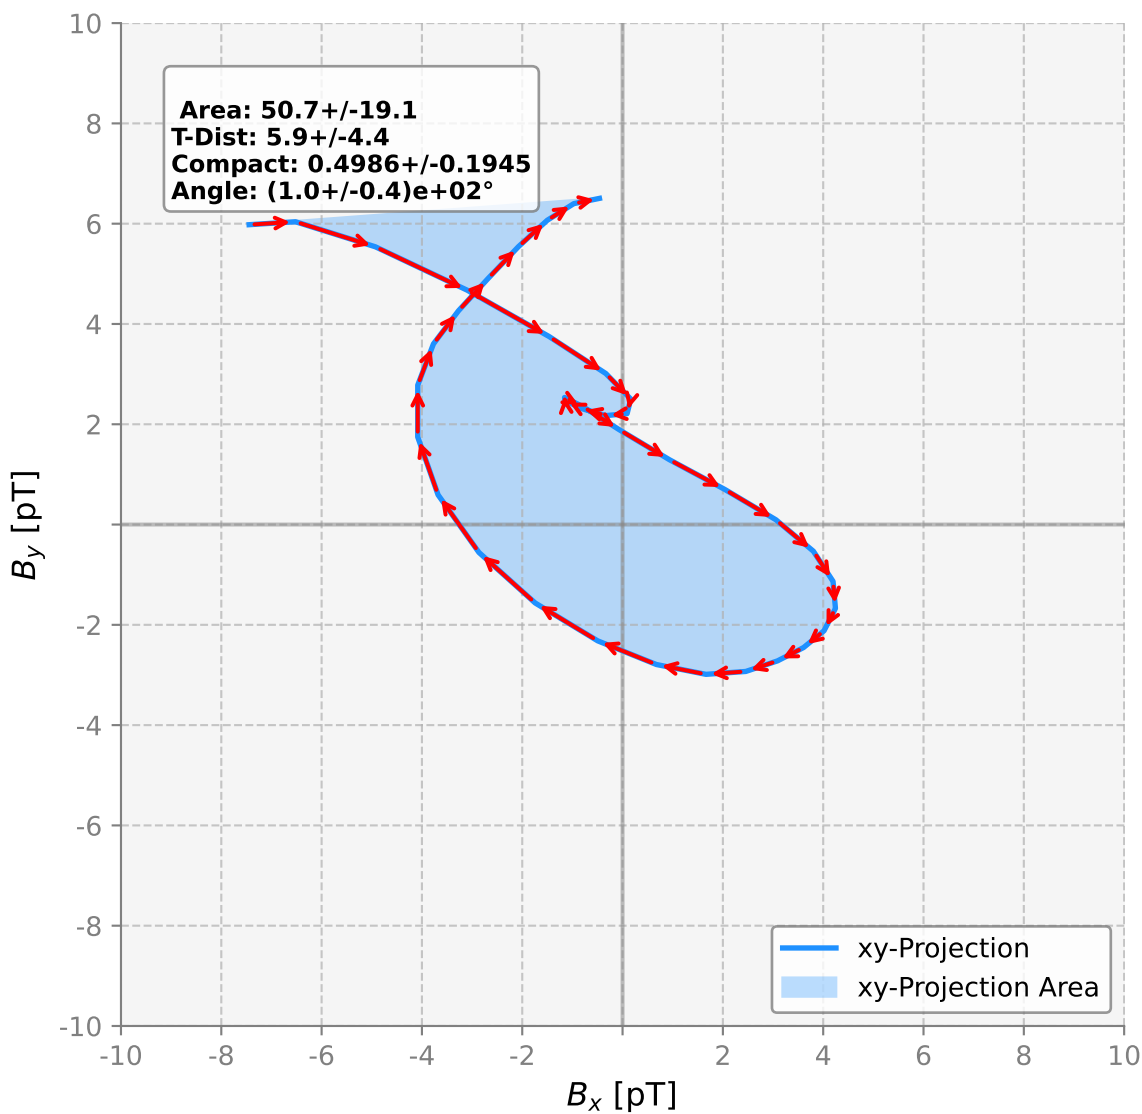 10
8
6
4
2
-2
-4
-6
-8
-10
-10
-8
-6
-4
-2
2
4
6
8
10
B_y [pT]
B_x [pT]
Area: 50.7+/-19.1
T-Dist: 5.9+/-4.4
Compact: 0.4986+/-0.1945
Angle: (1.0+/-0.4)e+02°
xy-Projection
xy-Projection Area